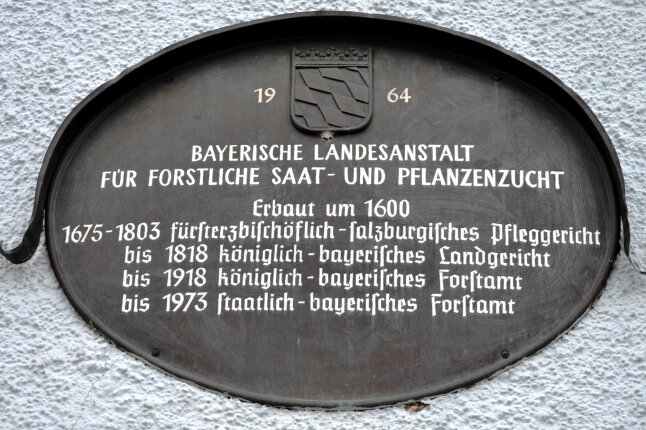 19 64
BAYERISCHE LANDESANSTALT
FÜR FORSTLICHE SAAT- UND PFLANZENZUCHT
Erbaut um 1600
1675-1803 fürſterzbiſchöflich-ſalzburgiſches Pfleggericht
bis 1818 königlich-bayeriſches Landgericht
bis 1918 königlich-bayeriſches Forſtamt
bis 1973 ſtaatlich-bayeriſches Forſtamt